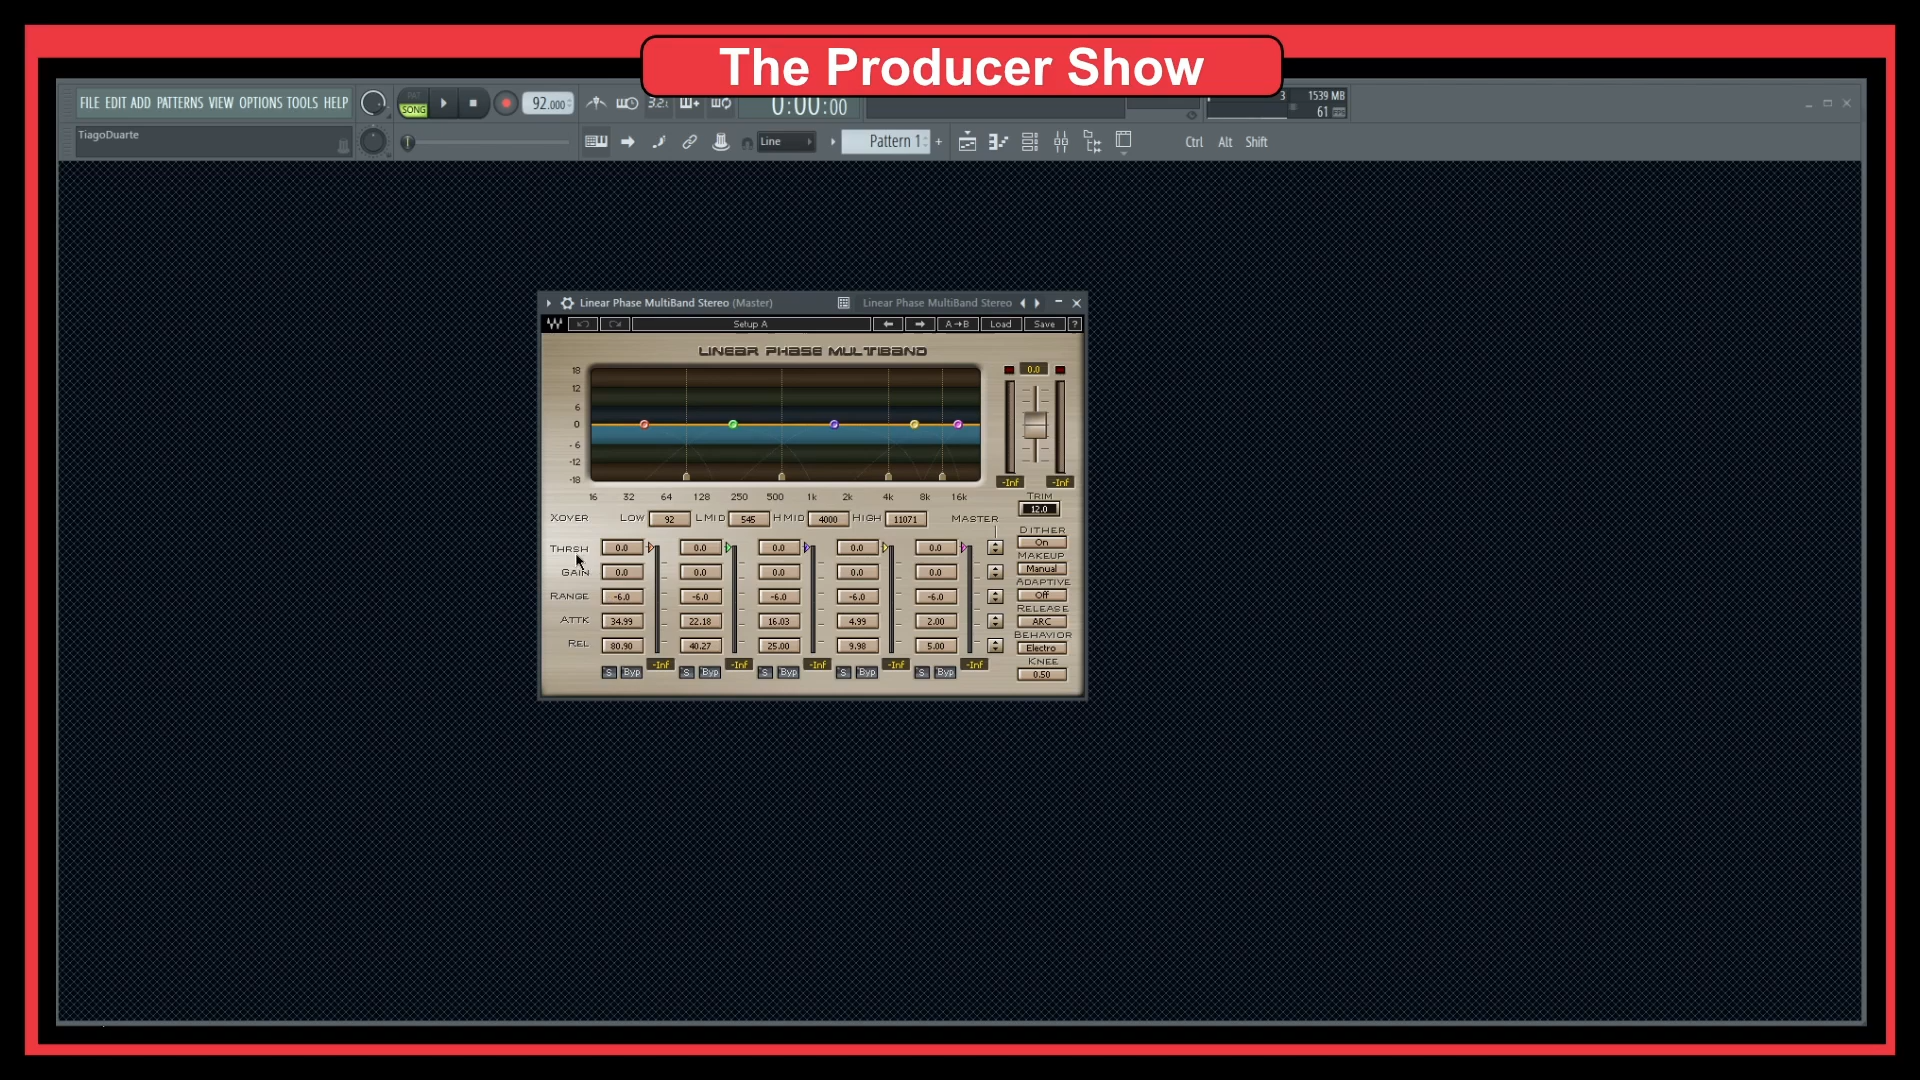 The Producer Show
FILE EDIT ADD PATTERNS VIEW OPTIONS TOOLS HELP
PAT
SONG
92.000
3.2
0:00:00
3
1539 MB
61
TiagoDuarte
Line
Pattern 1
+
Ctrl Alt Shift
Linear Phase MultiBand Stereo (Master)
Linear Phase MultiBand Stereo
Setup A
A→B
Load
Save
?
LINEAR PHASE MULTIBAND
18
12
6
0
-6
-12
-18
16 32 64 128 250 500 1k 2k 4k 8k 16k
0.0
-Inf -Inf
TRIM
12.0
XOVER LOW 92 LMID 545 HMID 4000 HIGH 11071 MASTER
THRSH 0.0 0.0 0.0 0.0 0.0
GAIN 0.0 0.0 0.0 0.0 0.0
RANGE -6.0 -6.0 -6.0 -6.0 -6.0
ATTK 34.99 22.18 16.03 4.99 2.00
REL 80.90 40.27 25.00 9.98 5.00
-Inf -Inf -Inf -Inf -Inf
S Byp S Byp S Byp S Byp S Byp
DITHER
On
MAKEUP
Manual
ADAPTIVE
Off
RELEASE
ARC
BEHAVIOR
Electro
KNEE
0.50